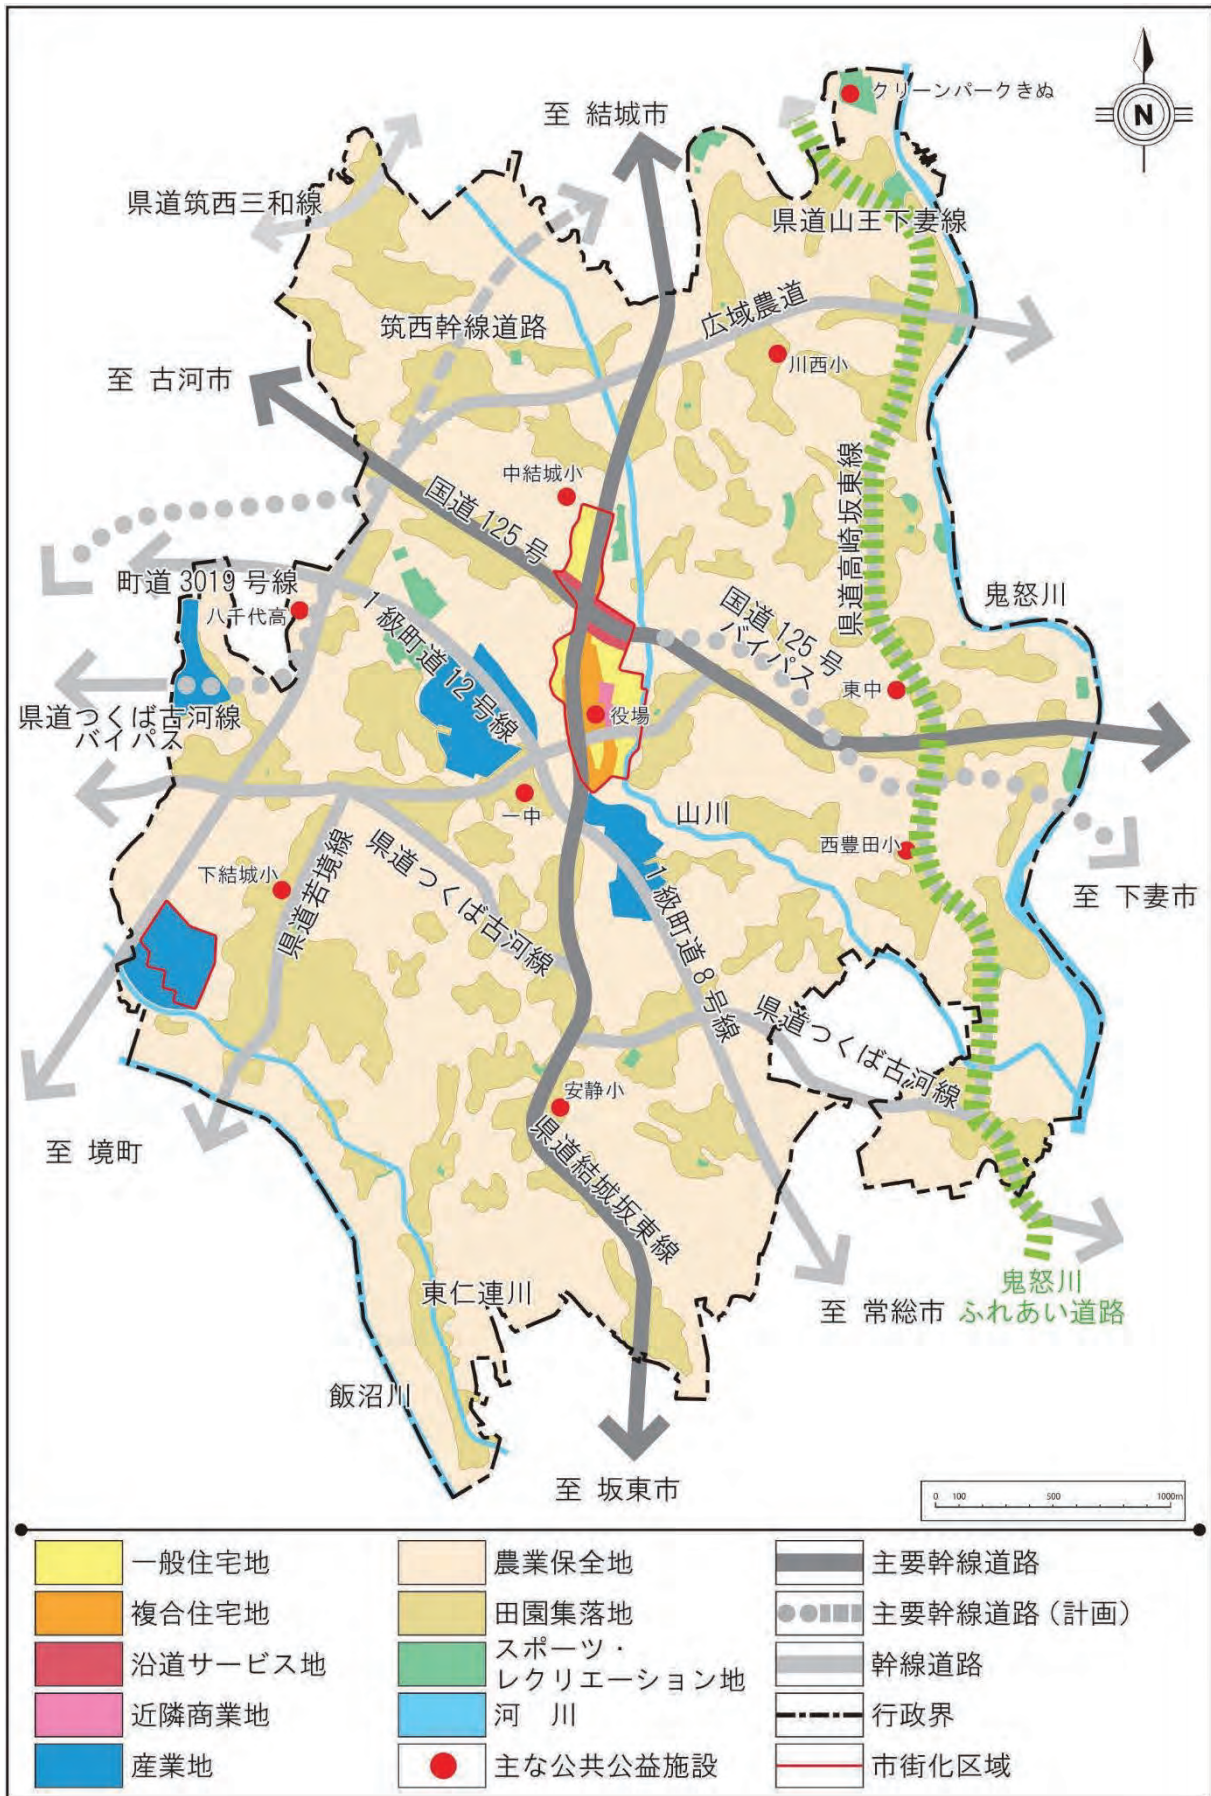 クリーンパークきぬ
N
至 結城市
県道筑西三和線
県道山王下妻線
筑西幹線道路
広域農道
川西小
至 古河市
中結城小
国道125号
県道高崎坂東線
町道3019号線
八千代高
1級町道12号線
国道125号
バイパス
鬼怒川
東中
役場
県道つくば古河線
バイパス
一中
山川
西豊田小
下結城小
県道若境線
県道つくば古河線
1級町道8号線
至 下妻市
県道つくば古河線
安静小
至 境町
県道結城坂東線
東仁連川
至 常総市
鬼怒川
ふれあい道路
飯沼川
至 坂東市
0 100 500 1000m
一般住宅地
農業保全地
主要幹線道路
複合住宅地
田園集落地
主要幹線道路(計画)
沿道サービス地
スポーツ・
レクリエーション地
幹線道路
近隣商業地
河 川
行政界
産業地
主な公共公益施設
市街化区域